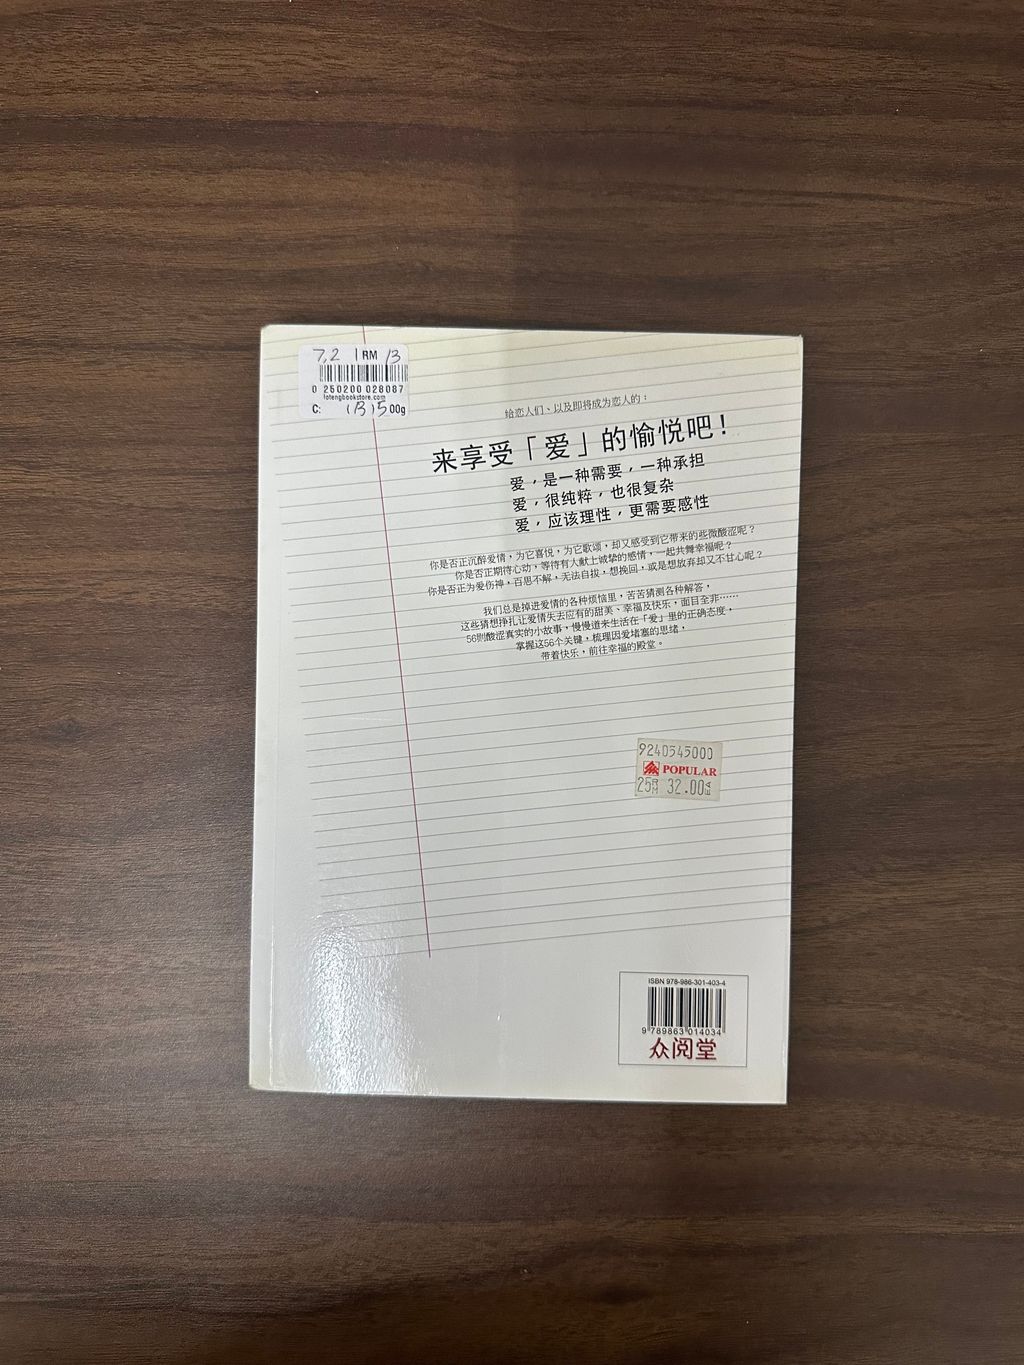 7,2 1 RM 13
0 250200 028087
lotengbookstore.com
C: (B)500g
给恋人们、以及即将成为恋人的：
来享受「爱」的愉悦吧！
爱，是一种需要，一种承担
爱，很纯粹，也很复杂
爱，应该理性，更需要感性
你是否正沉醉爱情，为它喜悦，为它歌颂，却又感受到它带来的些微酸涩呢？
你是否正期待心动，等待有人献上诚挚的感情，一起共舞幸福呢？
你是否正为爱伤神，百思不解，无法自拔，想挽回，或是想放弃却又不甘心呢？
我们总是掉进爱情的各种烦恼里，苦苦猜测各种解答，
这些猜想挣扎让爱情失去应有的甜美、幸福及快乐，面目全非⋯⋯
56则酸涩真实的小故事，慢慢道来生活在「爱」里的正确态度，
掌握这56个关键，梳理因爱堵塞的思绪，
带着快乐，前往幸福的殿堂。
9240545000
POPULAR
32.00
ISBN 978-986-301-403-4
9 789863 014034
众阅堂